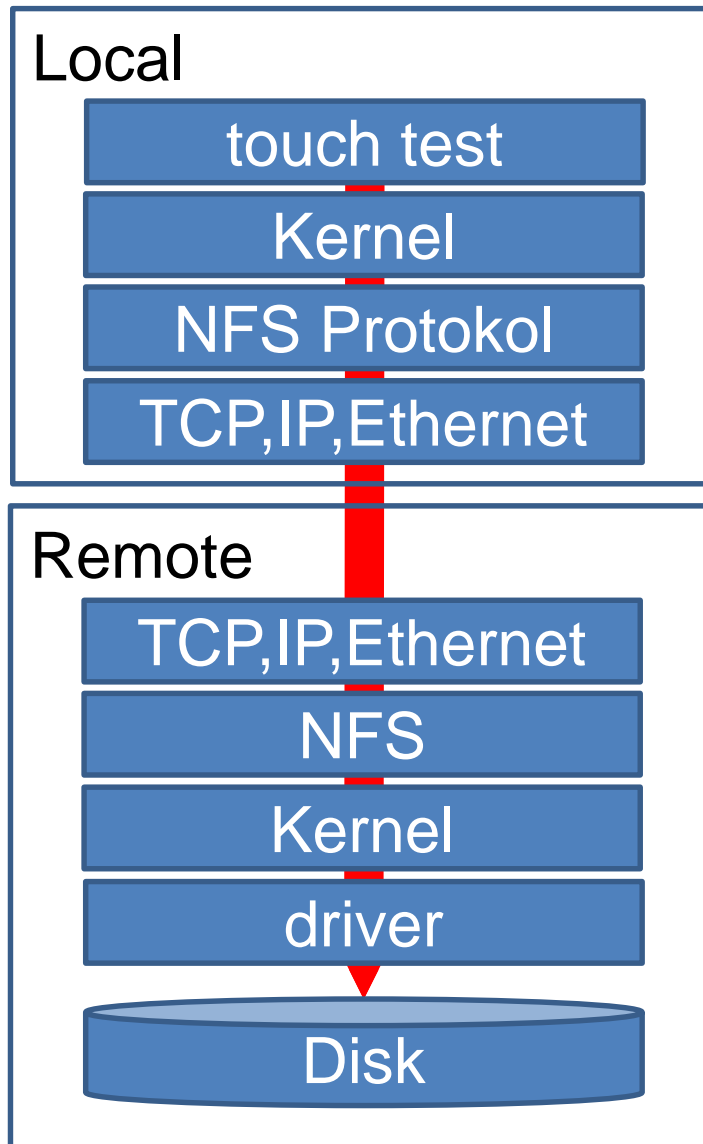 Local
touch test
Kernel
NFS Protokol
TCP,IP,Ethernet
Remote
TCP,IP,Ethernet
NFS
Kernel
driver
Disk